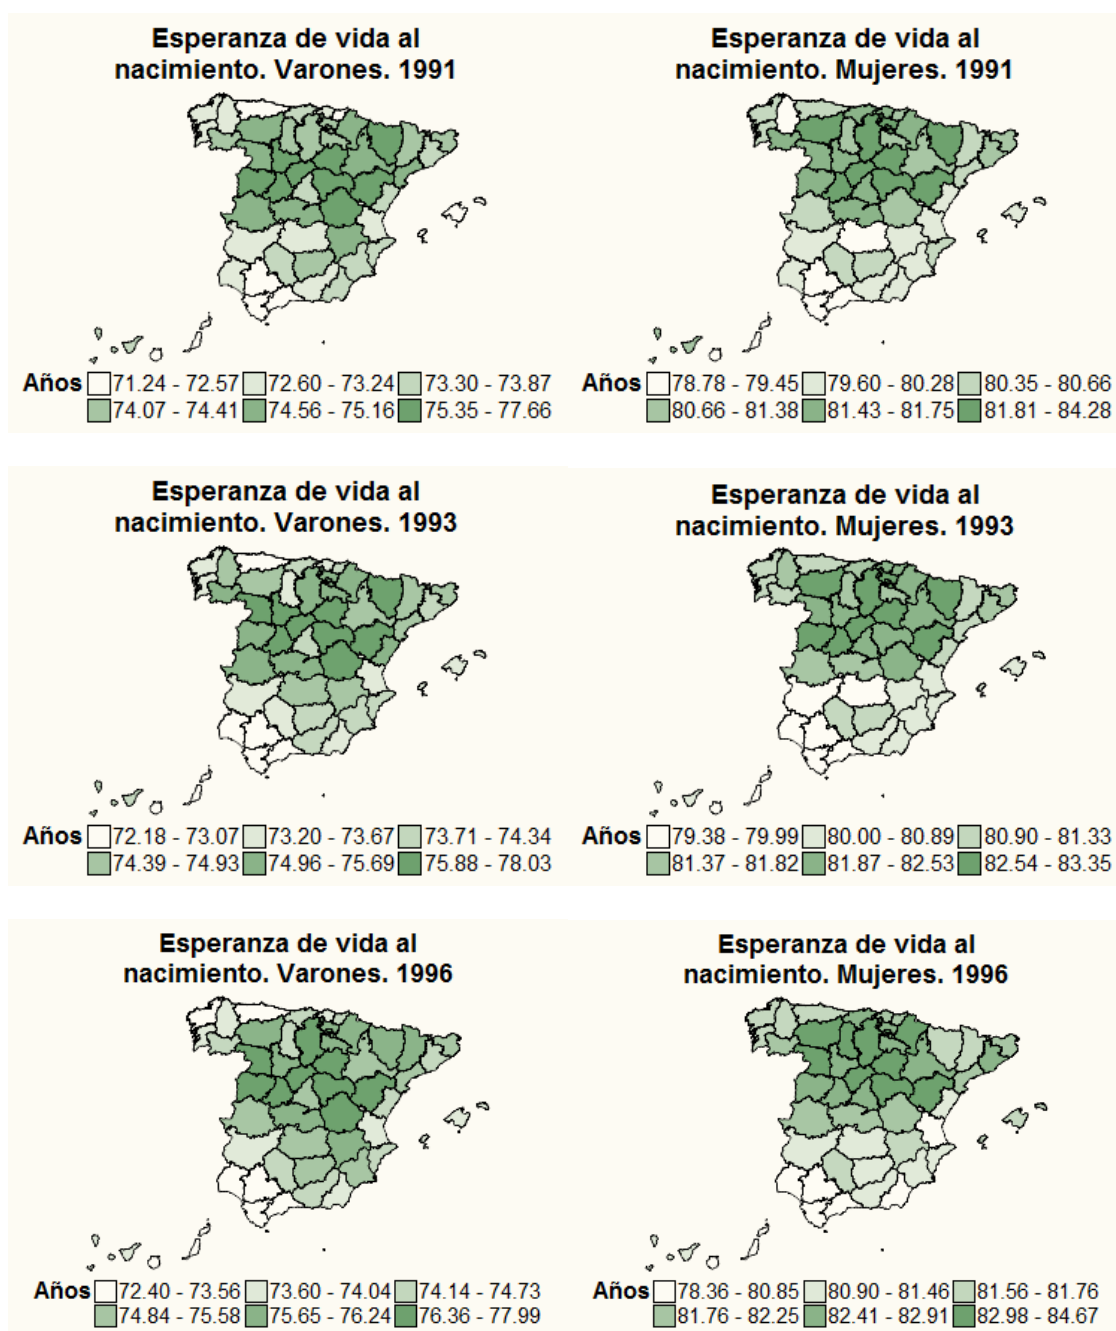 Esperanza de vida al
nacimiento. Varones. 1991
Años 71.24 - 72.57 72.60 - 73.24 73.30 - 73.87
74.07 - 74.41 74.56 - 75.16 75.35 - 77.66
Esperanza de vida al
nacimiento. Mujeres. 1991
Años 78.78 - 79.45 79.60 - 80.28 80.35 - 80.66
80.66 - 81.38 81.43 - 81.75 81.81 - 84.28
Esperanza de vida al
nacimiento. Varones. 1993
Años 72.18 - 73.07 73.20 - 73.67 73.71 - 74.34
74.39 - 74.93 74.96 - 75.69 75.88 - 78.03
Esperanza de vida al
nacimiento. Mujeres. 1993
Años 79.38 - 79.99 80.00 - 80.89 80.90 - 81.33
81.37 - 81.82 81.87 - 82.53 82.54 - 83.35
Esperanza de vida al
nacimiento. Varones. 1996
Años 72.40 - 73.56 73.60 - 74.04 74.14 - 74.73
74.84 - 75.58 75.65 - 76.24 76.36 - 77.99
Esperanza de vida al
nacimiento. Mujeres. 1996
Años 78.36 - 80.85 80.90 - 81.46 81.56 - 81.76
81.76 - 82.25 82.41 - 82.91 82.98 - 84.67